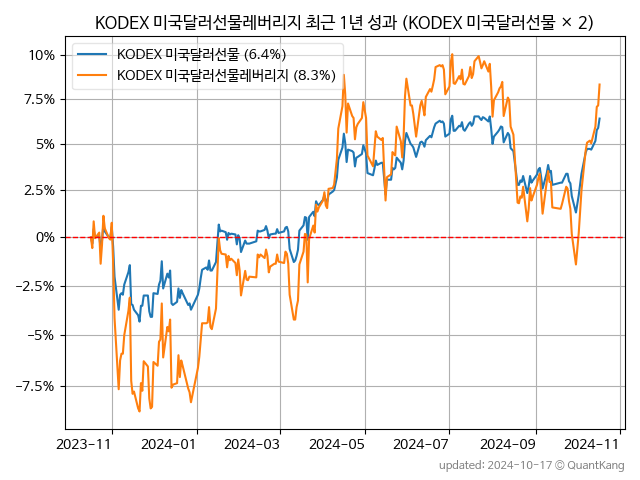 KODEX 미국달러선물레버리지 최근 1년 성과 (KODEX 미국달러선물 × 2)
KODEX 미국달러선물 (6.4%)
KODEX 미국달러선물레버리지 (8.3%)
10%
7.5%
5%
2.5%
0%
−2.5%
−5%
−7.5%
2023-11 2024-01 2024-03 2024-05 2024-07 2024-09 2024-11
updated: 2024-10-17 © QuantKang